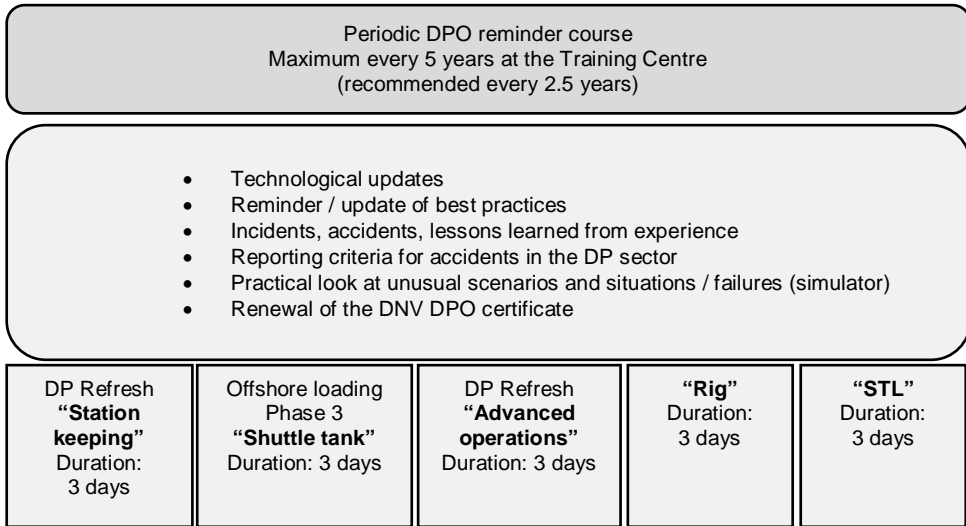 Periodic DPO reminder course
Maximum every 5 years at the Training Centre
(recommended every 2.5 years)
• Technological updates
• Reminder / update of best practices
• Incidents, accidents, lessons learned from experience
• Reporting criteria for accidents in the DP sector
• Practical look at unusual scenarios and situations / failures (simulator)
• Renewal of the DNV DPO certificate
DP Refresh
“Station
keeping”
Duration:
3 days
Offshore loading
Phase 3
“Shuttle tank”
Duration: 3 days
DP Refresh
“Advanced
operations”
Duration: 3 days
“Rig”
Duration:
3 days
“STL”
Duration:
3 days